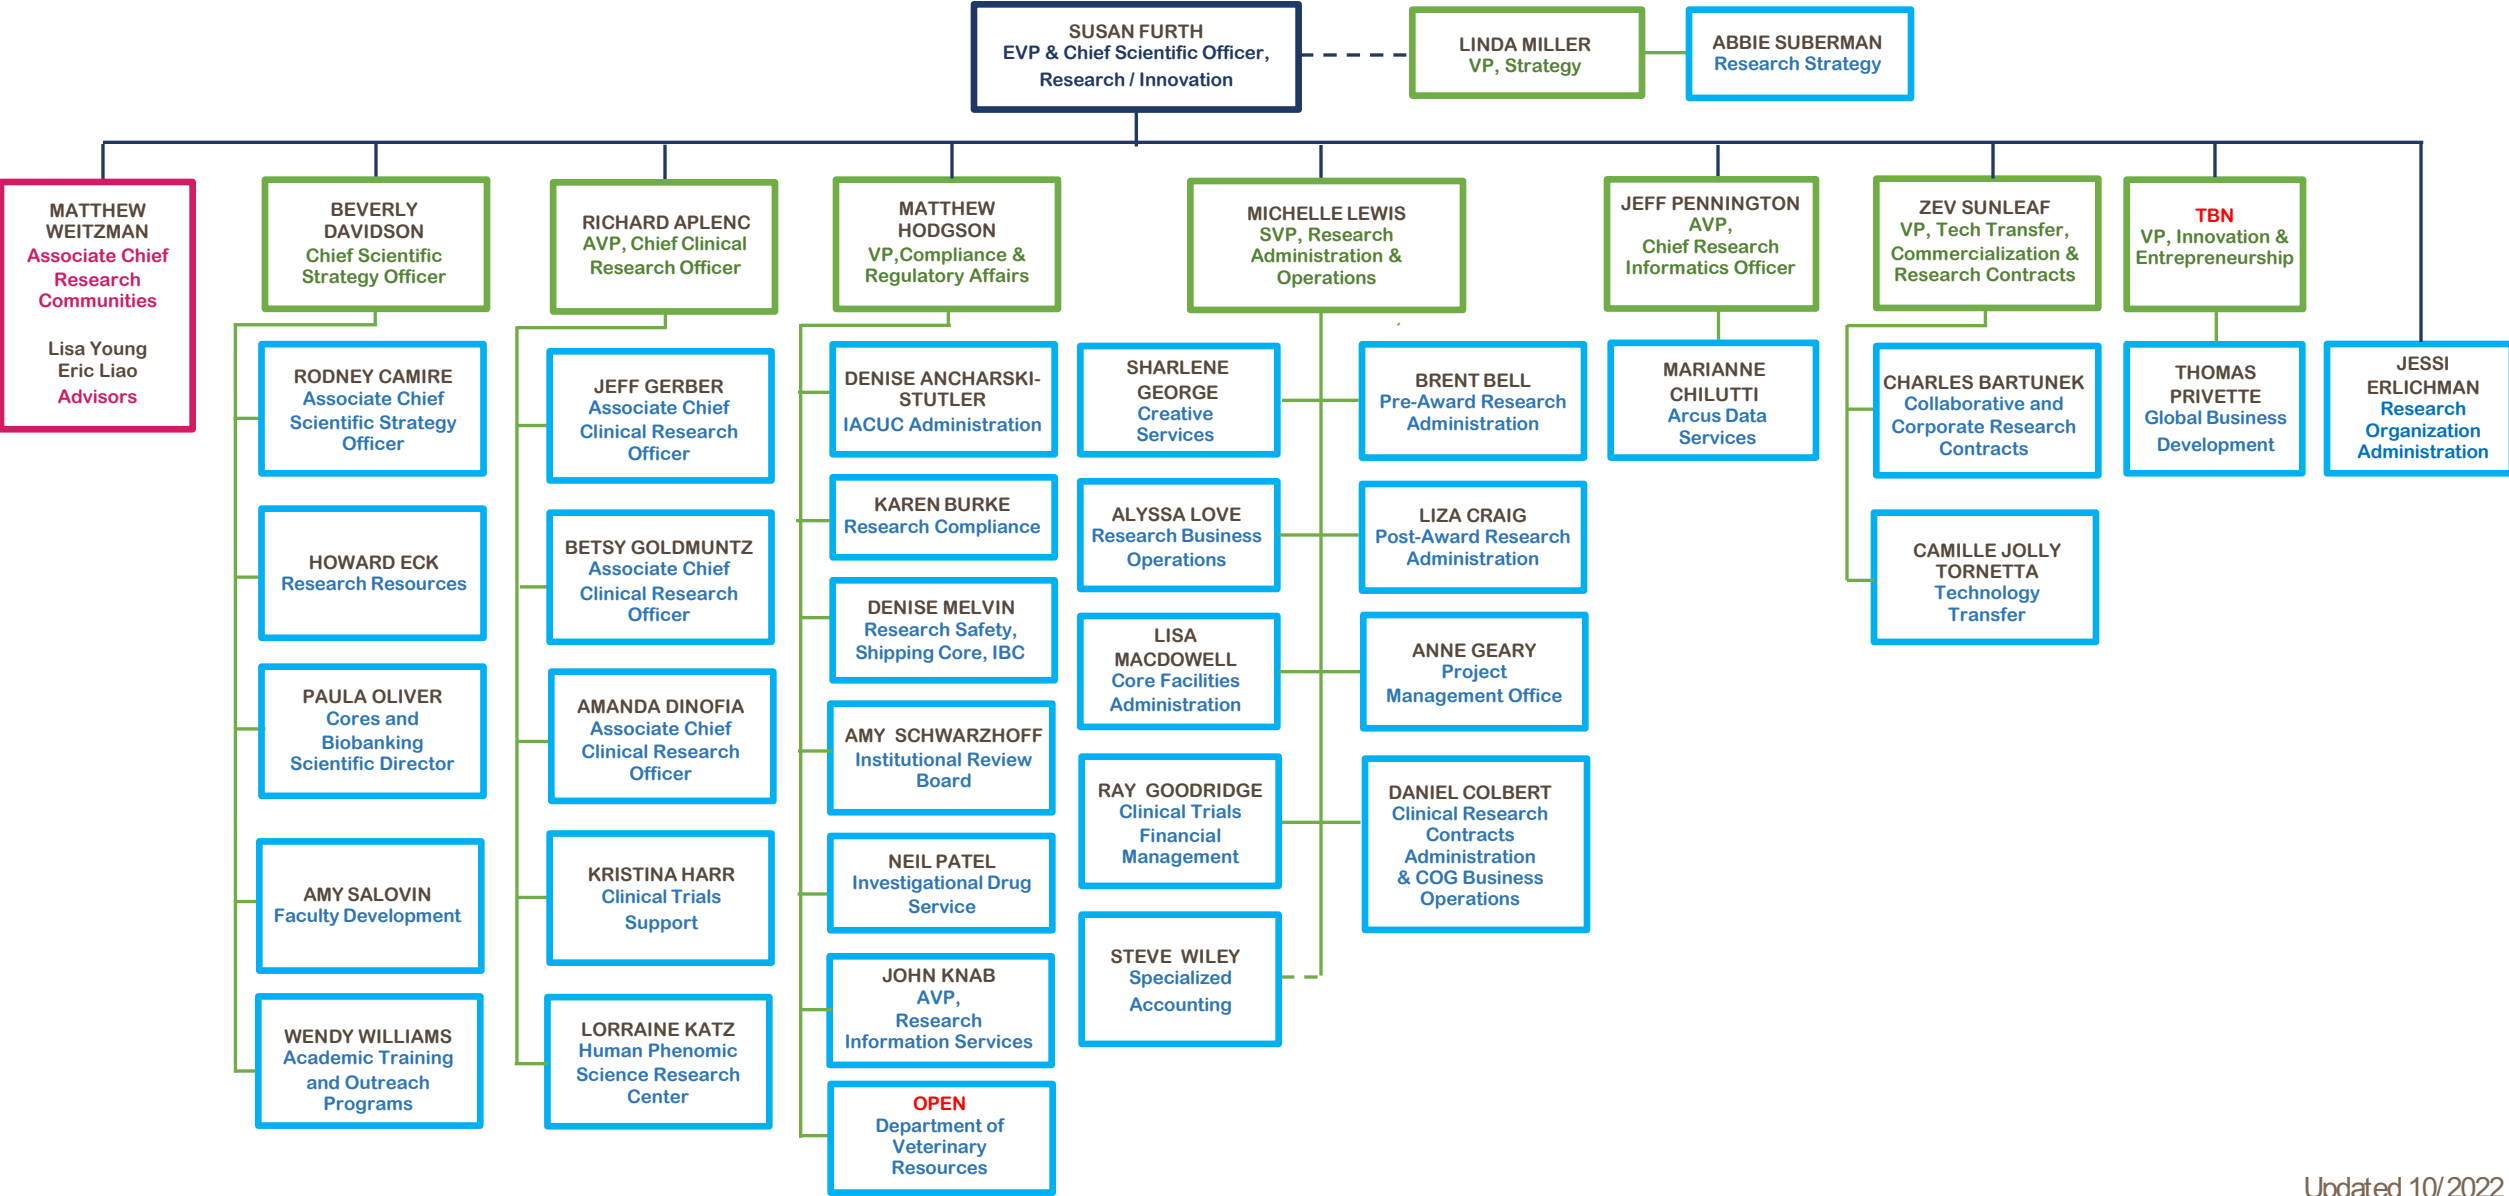 SUSAN FURTH
EVP & Chief Scientific Officer,
Research / Innovation
LINDA MILLER
VP, Strategy
ABBIE SUBERMAN
Research Strategy
MATTHEW
WEITZMAN
Associate Chief
Research
Communities
Lisa Young
Eric Liao
Advisors
BEVERLY
DAVIDSON
Chief Scientific
Strategy Officer
RODNEY CAMIRE
Associate Chief
Scientific Strategy
Officer
HOWARD ECK
Research Resources
PAULA OLIVER
Cores and
Biobanking
Scientific Director
AMY SALOVIN
Faculty Development
WENDY WILLIAMS
Academic Training
and Outreach
Programs
RICHARD APLENC
AVP, Chief Clinical
Research Officer
JEFF GERBER
Associate Chief
Clinical Research
Officer
BETSY GOLDMUNTZ
Associate Chief
Clinical Research
Officer
AMANDA DINOFIA
Associate Chief
Clinical Research
Officer
KRISTINA HARR
Clinical Trials
Support
LORRAINE KATZ
Human Phenomic
Science Research
Center
MATTHEW
HODGSON
VP,Compliance &
Regulatory Affairs
DENISE ANCHARSKI-
STUTLER
IACUC Administration
KAREN BURKE
Research Compliance
DENISE MELVIN
Research Safety,
Shipping Core, IBC
AMY SCHWARZHOFF
Institutional Review
Board
NEIL PATEL
Investigational Drug
Service
JOHN KNAB
AVP,
Research
Information Services
OPEN
Department of
Veterinary
Resources
MICHELLE LEWIS
SVP, Research
Administration &
Operations
SHARLENE
GEORGE
Creative
Services
ALYSSA LOVE
Research Business
Operations
LISA
MACDOWELL
Core Facilities
Administration
RAY GOODRIDGE
Clinical Trials
Financial
Management
STEVE WILEY
Specialized
Accounting
BRENT BELL
Pre-Award Research
Administration
LIZA CRAIG
Post-Award Research
Administration
ANNE GEARY
Project
Management Office
DANIEL COLBERT
Clinical Research
Contracts
Administration
& COG Business
Operations
JEFF PENNINGTON
AVP,
Chief Research
Informatics Officer
MARIANNE
CHILUTTI
Arcus Data
Services
ZEV SUNLEAF
VP, Tech Transfer,
Commercialization &
Research Contracts
CHARLES BARTUNEK
Collaborative and
Corporate Research
Contracts
CAMILLE JOLLY
TORNETTA
Technology
Transfer
TBN
VP, Innovation &
Entrepreneurship
THOMAS
PRIVETTE
Global Business
Development
JESSI
ERLICHMAN
Research
Organization
Administration
Updated 10/2022